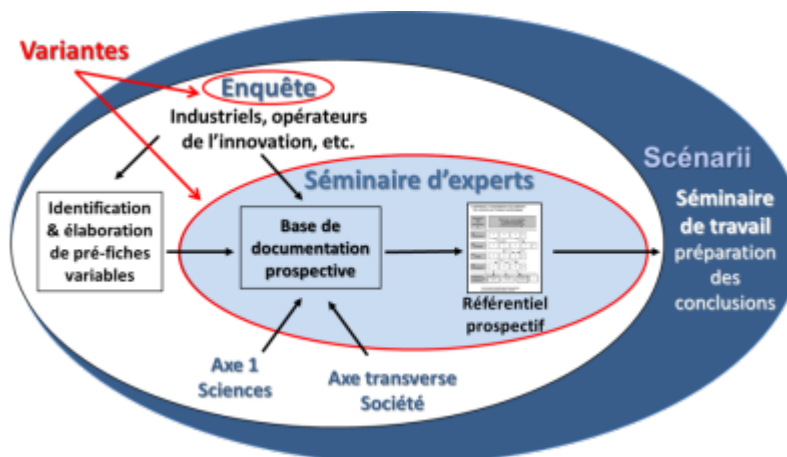 Variantes
Enquête
Industriels, opérateurs
de l'innovation, etc.
Scénarii
Séminaire d'experts
Identification
& élaboration
de pré-fiches
variables
Base de
documentation
prospective
Référentiel
prospectif
Séminaire
de travail
préparation
des
conclusions
Axe 1
Sciences
Axe transverse
Société